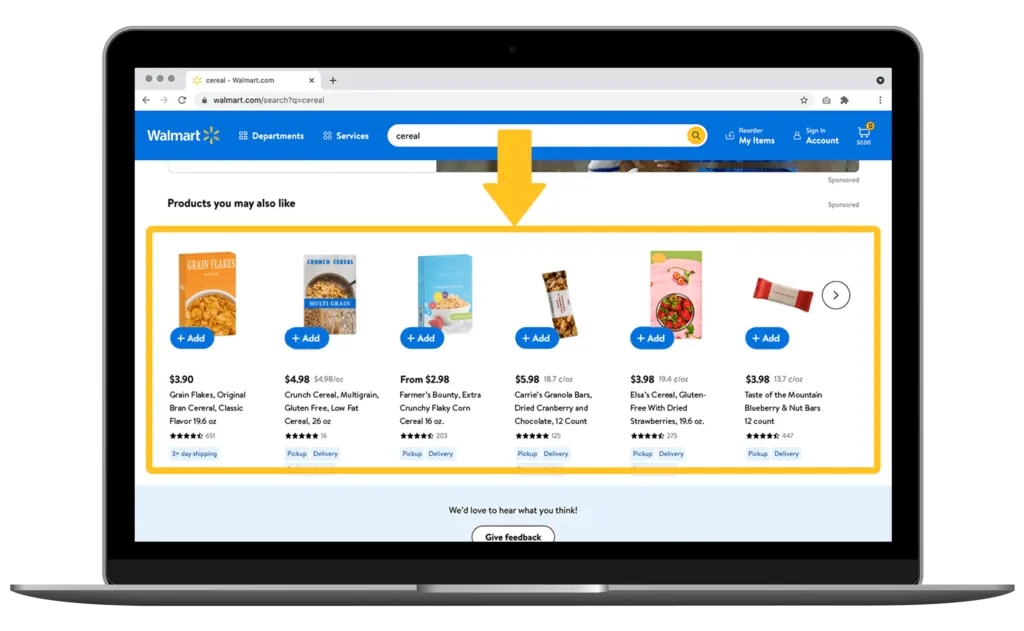 cereal - Walmart.com
walmart.com/search?q=cereal
Walmart
Departments
Services
cereal
Reorder
My Items
Sign In
Account
0
$0.00
Sponsored
Products you may also like
Sponsored
GRAIN FLAKES
CRUNCH CEREAL
MULTI GRAIN
+ Add
+ Add
+ Add
+ Add
+ Add
+ Add
$3.90
Grain Flakes, Original
Bran Cereral, Classic
Flavor 19.6 oz
651
3+ day shipping
$4.98 $4.98/oz
Crunch Cereal, Multigrain,
Gluten Free, Low Fat
Cereal, 26 oz
16
Pickup Delivery
From $2.98
Farmer's Bounty, Extra
Crunchy Flaky Corn
Cereal 16 oz.
203
Pickup Delivery
$5.98 18.7 ¢/oz
Carrie's Granola Bars,
Dried Cranberry and
Chocolate, 12 Count
125
Pickup Delivery
$3.98 19.4 ¢/oz
Elsa's Cereal, Gluten-
Free With Dried
Strawberries, 19.6 oz.
275
Pickup Delivery
$3.98 13.7 ¢/oz
Taste of the Mountain
Blueberry & Nut Bars
12 count
447
Pickup Delivery
We'd love to hear what you think!
Give feedback